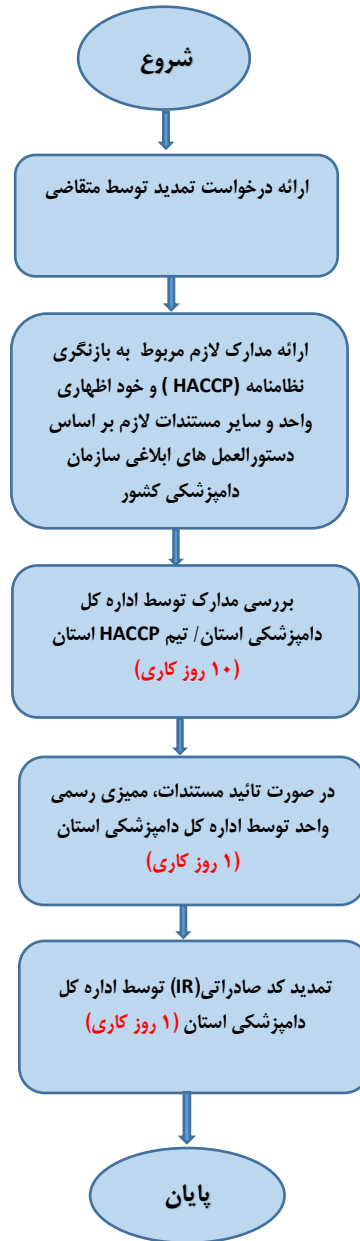 شروع
ارائه درخواست تمدید توسط متقاضی
ارائه مدارک لازم مربوط به بازنگری
نظامنامه (HACCP ) و خود اظهاری
واحد و سایر مستندات لازم بر اساس
دستورالعمل های ابلاغی سازمان
دامپزشکی کشور
بررسی مدارک توسط اداره کل
دامپزشکی استان/ تیم HACCP استان
(۱۰ روز کاری)
در صورت تائید مستندات، ممیزی رسمی
واحد توسط اداره کل دامپزشکی استان
(۱ روز کاری)
تمدید کد صادراتی(IR) توسط اداره کل
دامپزشکی استان (۱ روز کاری)
پایان